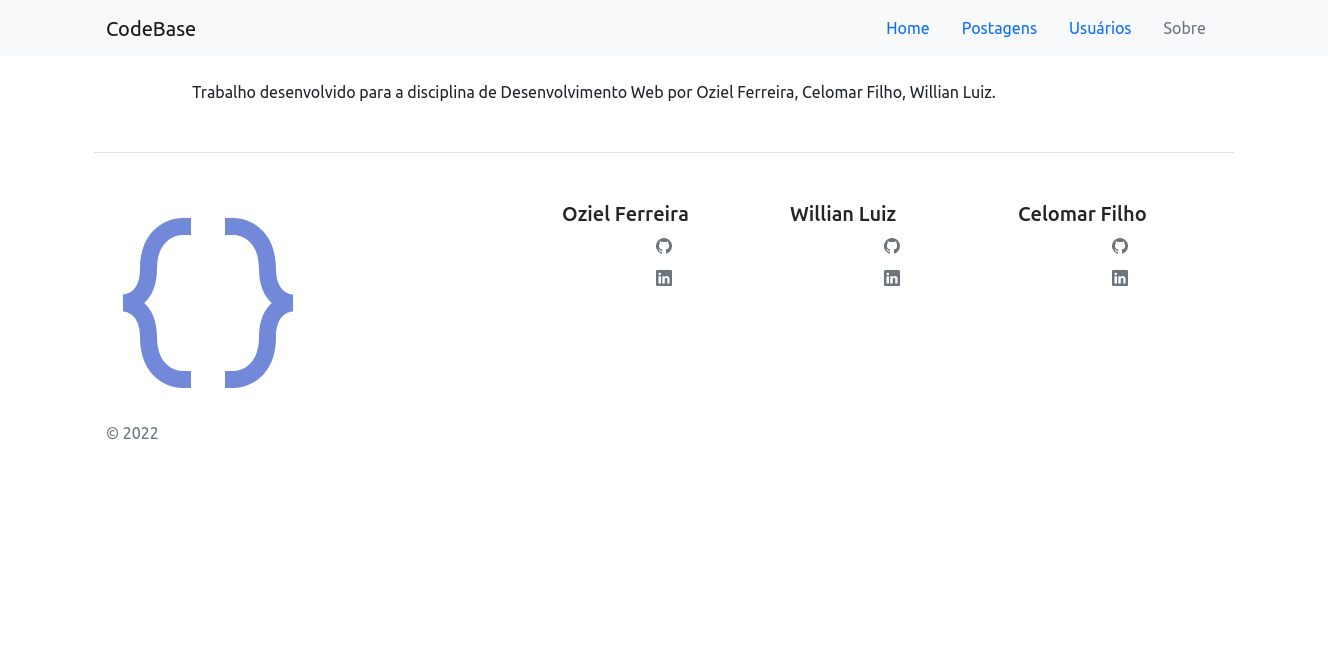 CodeBase
Home Postagens Usuários Sobre
Trabalho desenvolvido para a disciplina de Desenvolvimento Web por Oziel Ferreira, Celomar Filho, Willian Luiz.
{ }
Oziel Ferreira Willian Luiz Celomar Filho
© 2022